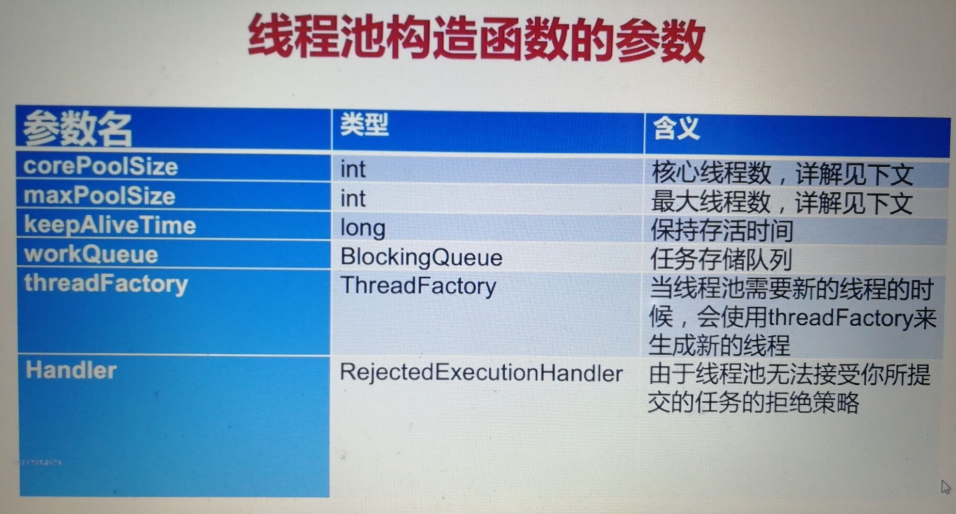 线程池构造函数的参数
参数名 类型 含义
corePoolSize int 核心线程数，详解见下文
maxPoolSize int 最大线程数，详解见下文
keepAliveTime long 保持存活时间
workQueue BlockingQueue 任务存储队列
threadFactory ThreadFactory 当线程池需要新的线程的时
候，会使用threadFactory来
生成新的线程
Handler RejectedExecutionHandler 由于线程池无法接受你所提
交的任务的拒绝策略